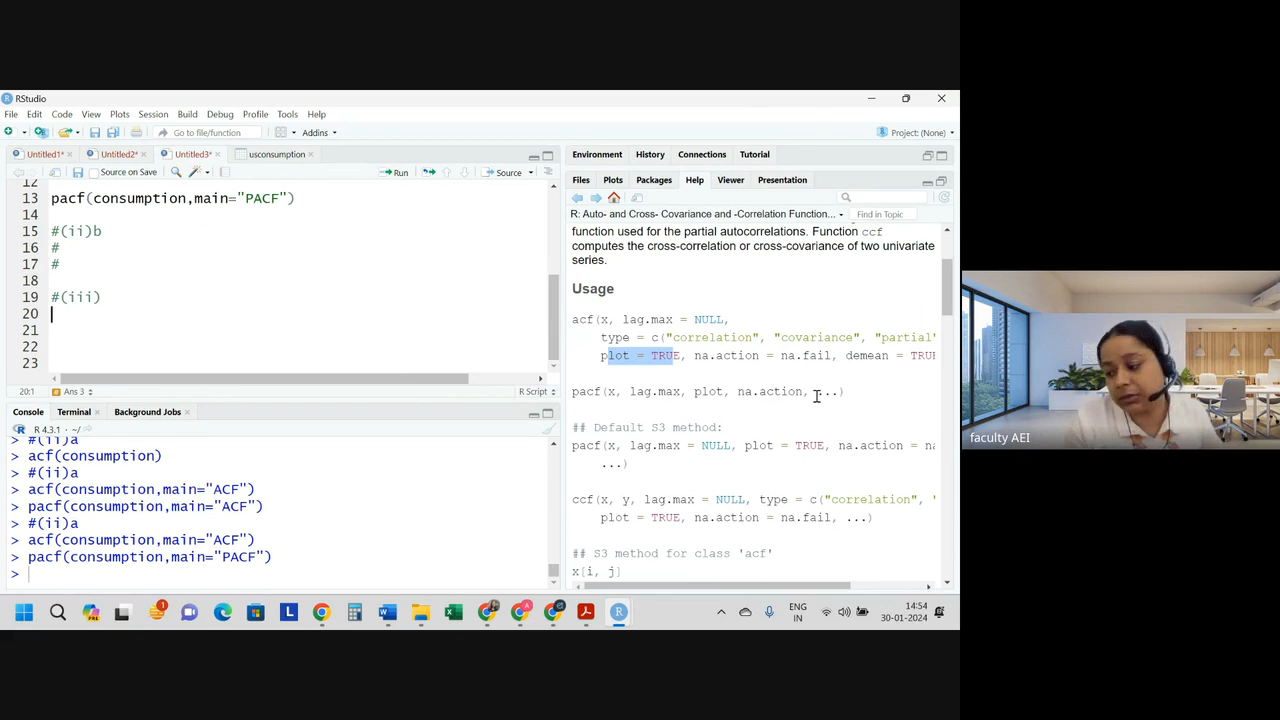 RStudio
File Edit Code View Plots Session Build Debug Profile Tools Help
Go to file/function Addins Project: (None)
Untitled1* Untitled2* Untitled3* usconsumption
Source on Save Run Source
12
13 pacf(consumption,main="PACF")
14
15 #(ii)b
16 #
17 #
18
19 #(iii)
20
21
22
23
20:1 Ans 3 R Script
Console Terminal Background Jobs
R 4.3.1 · ~/
> #(ii)a
> acf(consumption)
> #(ii)a
> acf(consumption,main="ACF")
> pacf(consumption,main="ACF")
> #(ii)a
> acf(consumption,main="ACF")
> pacf(consumption,main="PACF")
>
Environment History Connections Tutorial
Files Plots Packages Help Viewer Presentation
R: Auto- and Cross- Covariance and -Correlation Function... Find in Topic
function used for the partial autocorrelations. Function ccf
computes the cross-correlation or cross-covariance of two univariate
series.
Usage
acf(x, lag.max = NULL,
type = c("correlation", "covariance", "partial"
plot = TRUE, na.action = na.fail, demean = TRUE
pacf(x, lag.max, plot, na.action, ...)
## Default S3 method:
pacf(x, lag.max = NULL, plot = TRUE, na.action = na
...)
ccf(x, y, lag.max = NULL, type = c("correlation", "
plot = TRUE, na.action = na.fail, ...)
## S3 method for class 'acf'
x[i, j]
faculty AEI
ENG
IN
14:54
30-01-2024